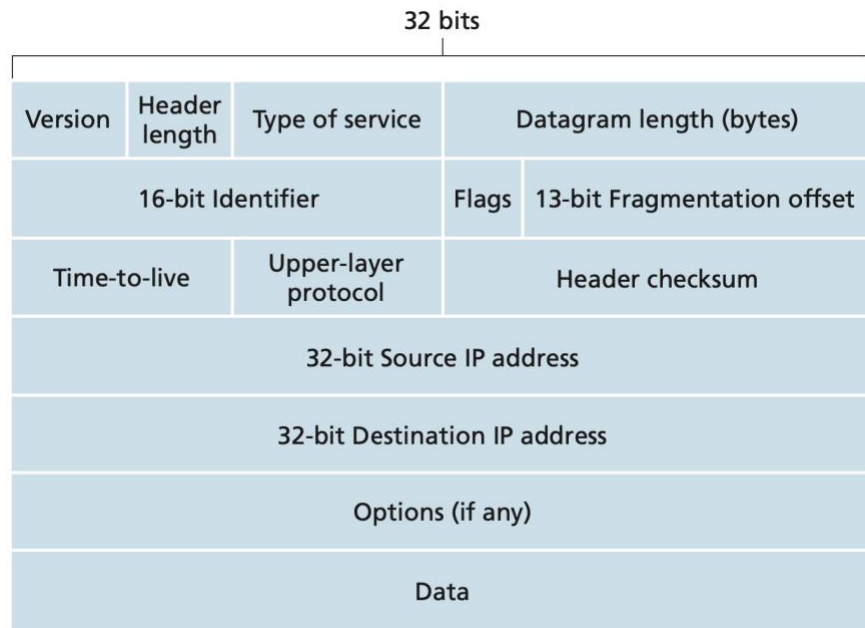 32 bits
Version
Header
length
Type of service
Datagram length (bytes)
16-bit Identifier
Flags
13-bit Fragmentation offset
Time-to-live
Upper-layer
protocol
Header checksum
32-bit Source IP address
32-bit Destination IP address
Options (if any)
Data